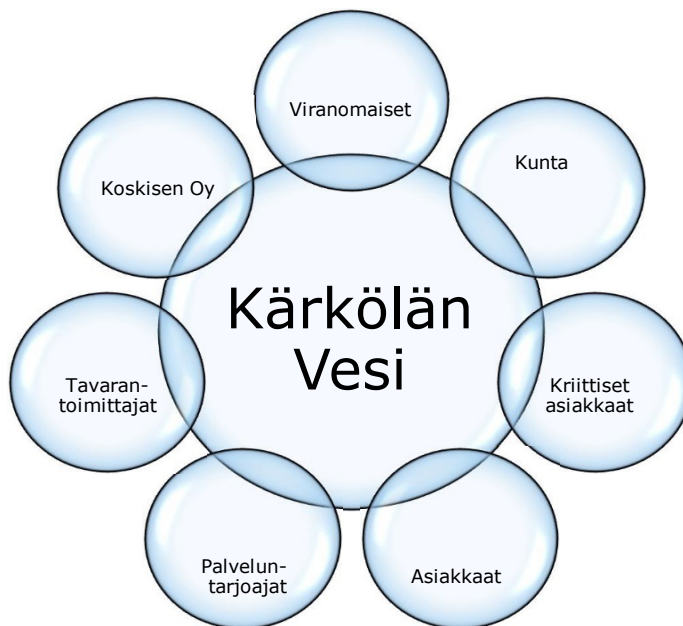 Viranomaiset
Kunta
Koskisen Oy
Kärkölän
Vesi
Tavaran-
toimittajat
Kriittiset
asiakkaat
Palvelun-
tarjoajat
Asiakkaat